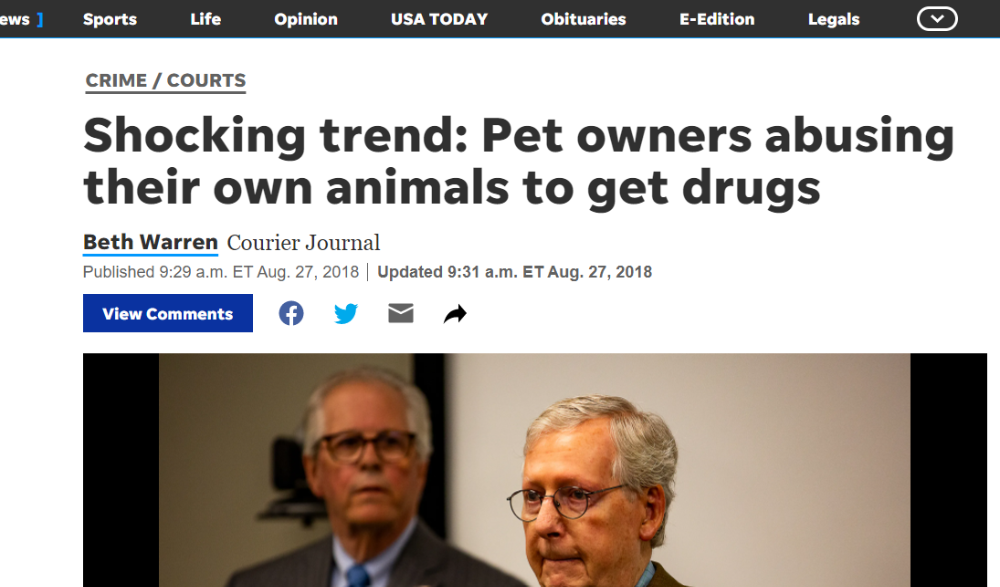 ews ] Sports Life Opinion USA TODAY Obituaries E-Edition Legals
CRIME / COURTS
Shocking trend: Pet owners abusing
their own animals to get drugs
Beth Warren Courier Journal
Published 9:29 a.m. ET Aug. 27, 2018 | Updated 9:31 a.m. ET Aug. 27, 2018
View Comments